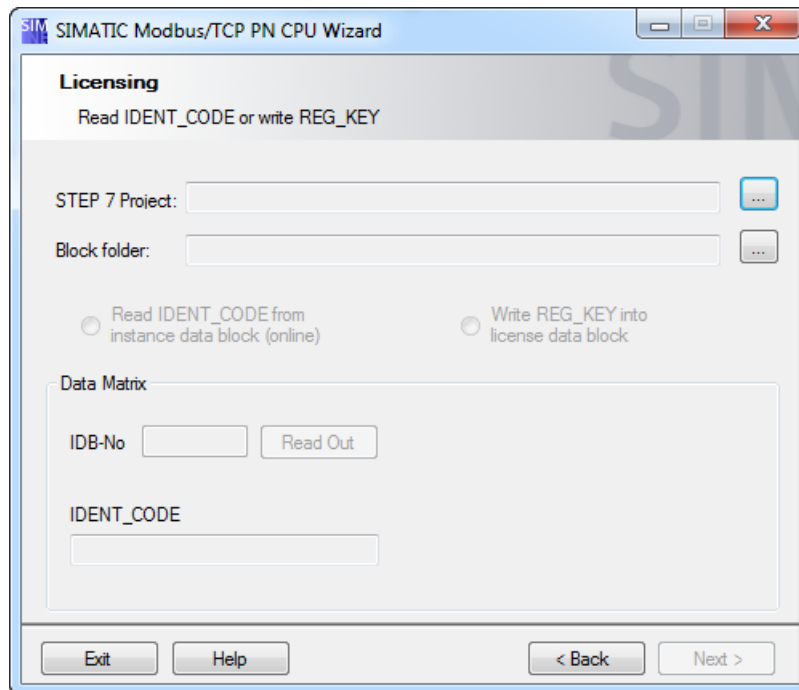 SIMATIC Modbus/TCP PN CPU Wizard
Licensing
Read IDENT_CODE or write REG_KEY
STEP 7 Project:
...
Block folder:
...
Read IDENT_CODE from
instance data block (online)
Write REG_KEY into
license data block
Data Matrix
IDB-No
Read Out
IDENT_CODE
Exit
Help
< Back
Next >